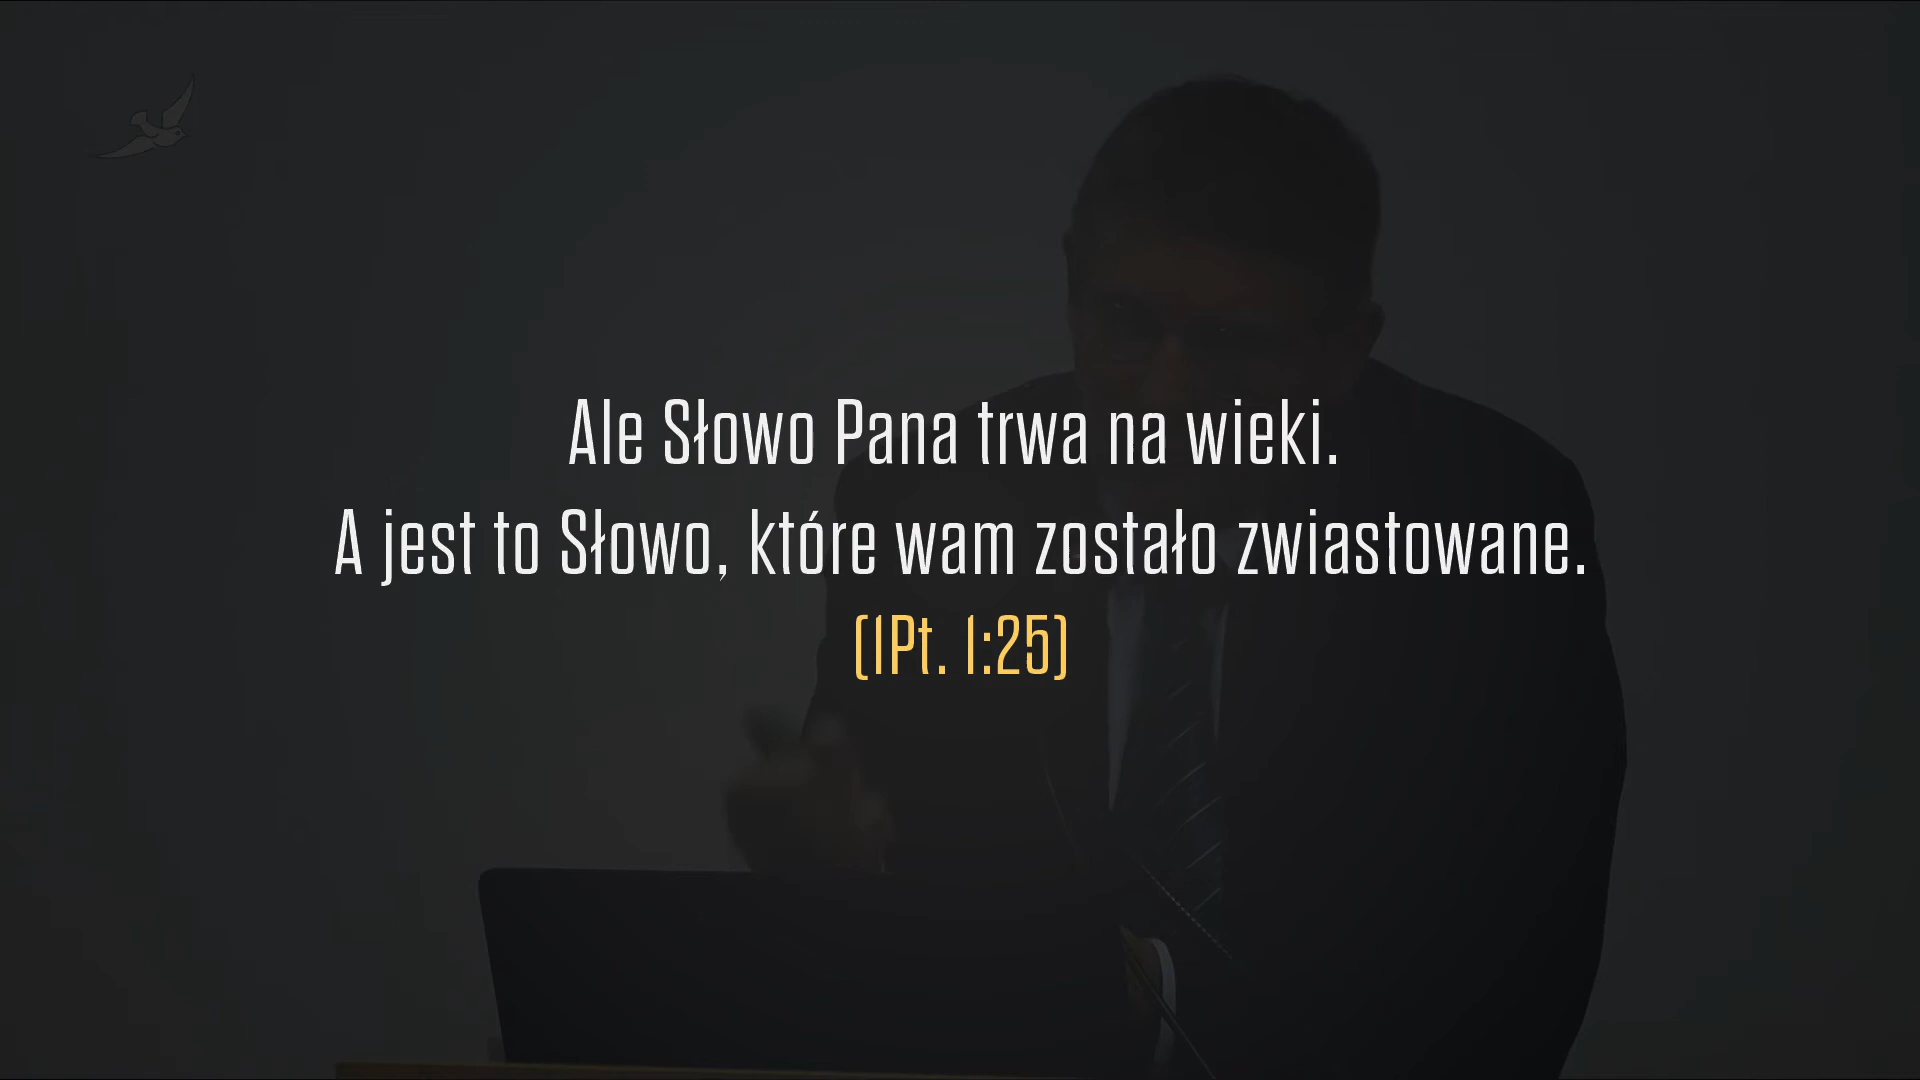 Ale Słowo Pana trwa na wieki.
A jest to Słowo, które wam zostało zwiastowane.
(1Pt. 1:25)